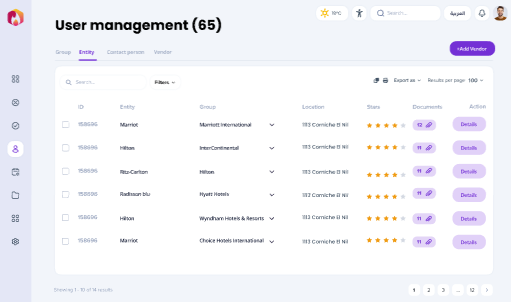 19°C
Search...
العربية
User management (65)
Group Entity Contact person Vendor
+Add Vendor
Search...
Filters
Export as
Results per page 100
ID Entity Group Location Stars Documents Action
158696 Marriot Marriott International 1113 Corniche El Nil 12 Details
158696 Hilton InterContinental 1113 Corniche El Nil 11 Details
158696 Ritz-Carlton Hilton 1113 Corniche El Nil 11 Details
158696 Radisson blu Hyatt Hotels 1113 Corniche El Nil 11 Details
158696 Hilton Wyndham Hotels & Resorts 1113 Corniche El Nil 11 Details
158696 Marriot Choice Hotels International 1113 Corniche El Nil 11 Details
Showing 1 - 10 of 14 results
1 2 3 ... 12